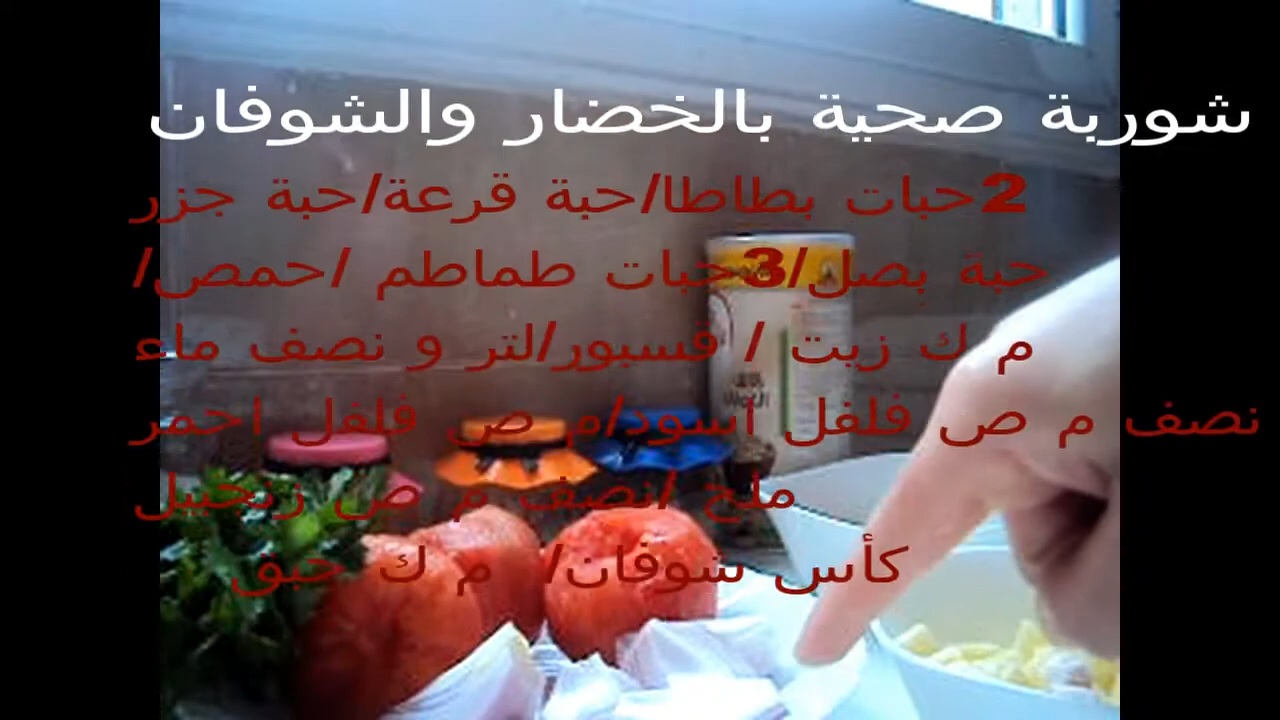 شوربة صحية بالخضار والشوفان
2حبات بطاطا/حبة قرعة/حبة جزر
حبة بصل/3حبات طماطم /حمص/
م ك زيت / قسبور/لتر و نصف ماء
نصف م ص فلفل اسود/م ص فلفل احمر
ملح /نصف م ص زنجبيل
كأس شوفان/ م ك حبق